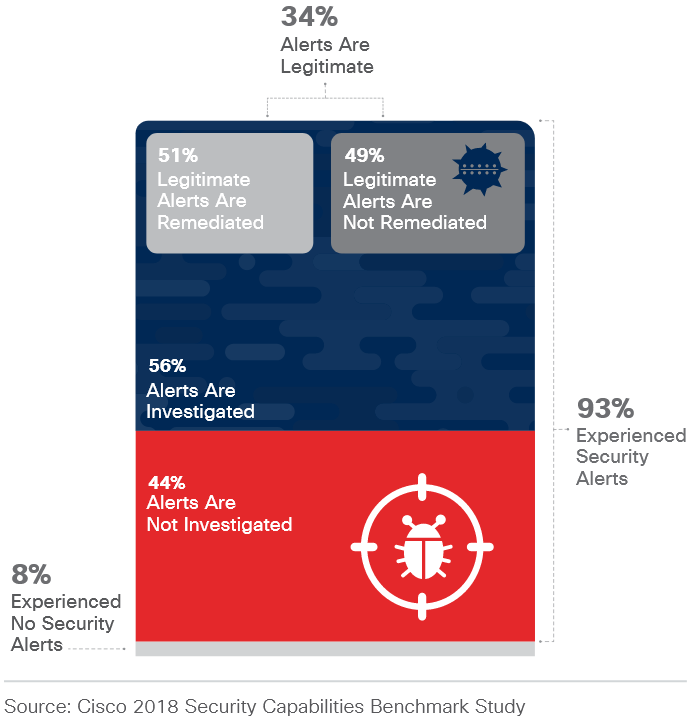 34%
Alerts Are
Legitimate
51%
Legitimate
Alerts Are
Remediated
49%
Legitimate
Alerts Are
Not Remediated
56%
Alerts Are
Investigated
93%
Experienced
Security
Alerts
44%
Alerts Are
Not Investigated
8%
Experienced
No Security
Alerts
Source: Cisco 2018 Security Capabilities Benchmark Study